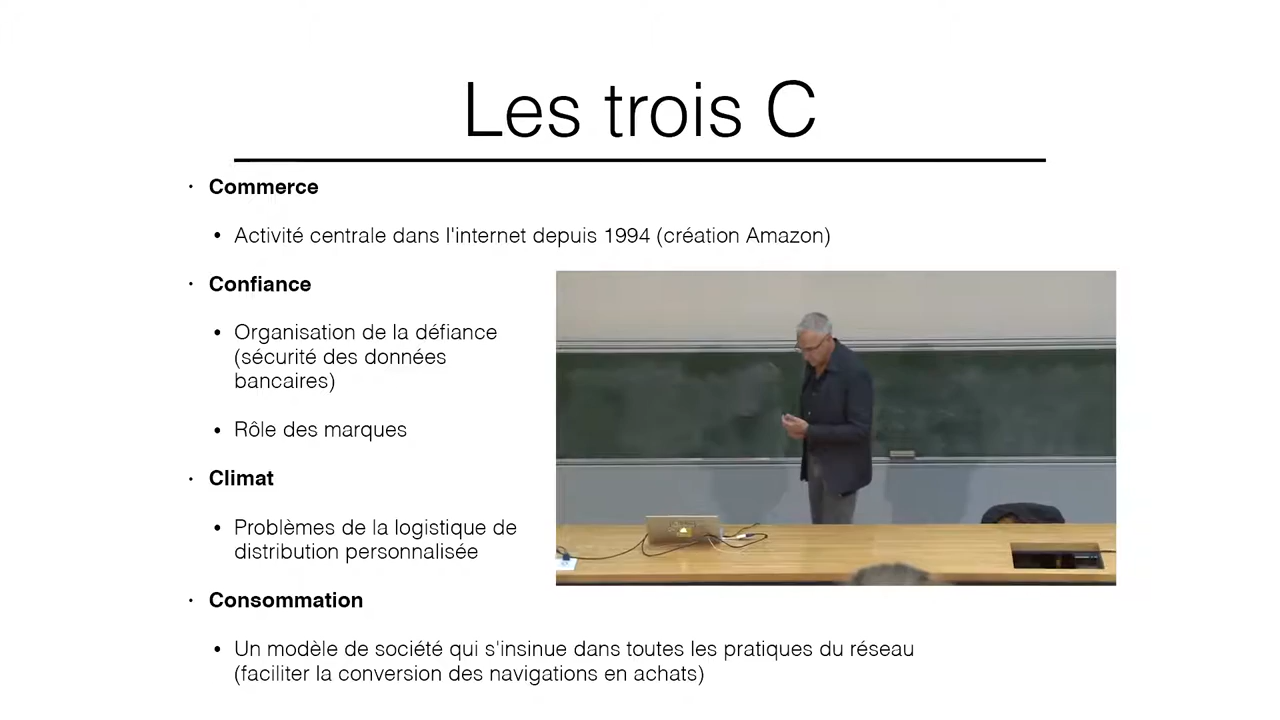 Les trois C
• Commerce
• Activité centrale dans l'internet depuis 1994 (création Amazon)
• Confiance
• Organisation de la défiance
(sécurité des données
bancaires)
• Rôle des marques
• Climat
• Problèmes de la logistique de
distribution personnalisée
• Consommation
• Un modèle de société qui s'insinue dans toutes les pratiques du réseau
(faciliter la conversion des navigations en achats)